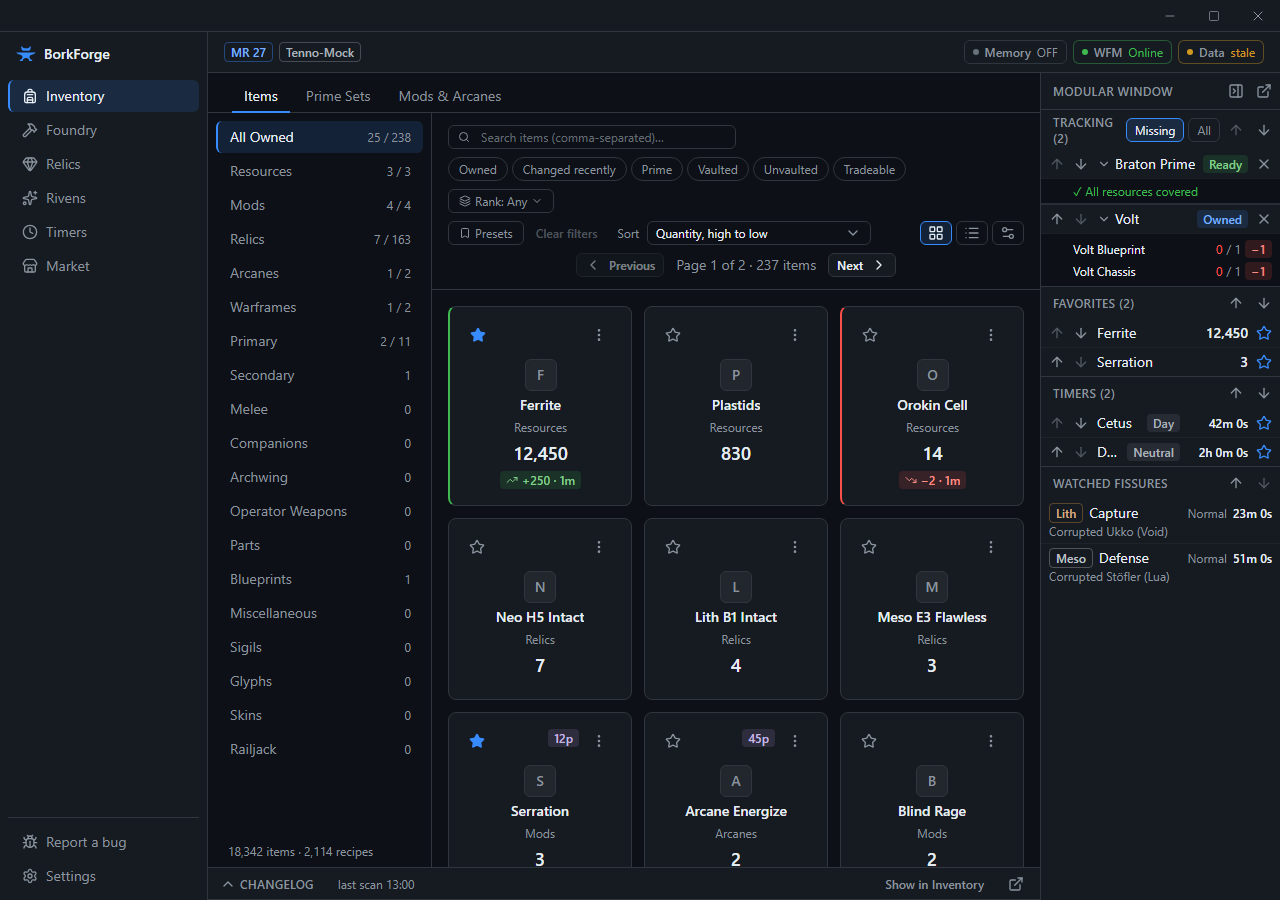 BorkForge
MR 27
Tenno-Mock
Memory OFF
WFM Online
Data stale
Inventory
Foundry
Relics
Rivens
Timers
Market
Report a bug
Settings
Items
Prime Sets
Mods & Arcanes
All Owned 25 / 238
Resources 3 / 3
Mods 4 / 4
Relics 7 / 163
Arcanes 1 / 2
Warframes 1 / 2
Primary 2 / 11
Secondary 1
Melee 0
Companions 0
Archwing 0
Operator Weapons 0
Parts 0
Blueprints 1
Miscellaneous 0
Sigils 0
Glyphs 0
Skins 0
Railjack 0
18,342 items · 2,114 recipes
Search items (comma-separated)...
Owned
Changed recently
Prime
Vaulted
Unvaulted
Tradeable
Rank: Any
Presets
Clear filters
Sort
Quantity, high to low
Previous
Page 1 of 2 · 237 items
Next
F
Ferrite
Resources
12,450
+250 · 1m
P
Plastids
Resources
830
O
Orokin Cell
Resources
14
−2 · 1m
N
Neo H5 Intact
Relics
7
L
Lith B1 Intact
Relics
4
M
Meso E3 Flawless
Relics
3
12p
S
Serration
Mods
3
45p
A
Arcane Energize
Arcanes
2
B
Blind Rage
Mods
2
CHANGELOG
last scan 13:00
Show in Inventory
MODULAR WINDOW
TRACKING
(2)
Missing
All
Braton Prime Ready
✓ All resources covered
Volt Owned
Volt Blueprint 0 / 1 −1
Volt Chassis 0 / 1 −1
FAVORITES (2)
Ferrite 12,450
Serration 3
TIMERS (2)
Cetus Day 42m 0s
D... Neutral 2h 0m 0s
WATCHED FISSURES
Lith Capture Normal 23m 0s
Corrupted Ukko (Void)
Meso Defense Normal 51m 0s
Corrupted Stöfler (Lua)